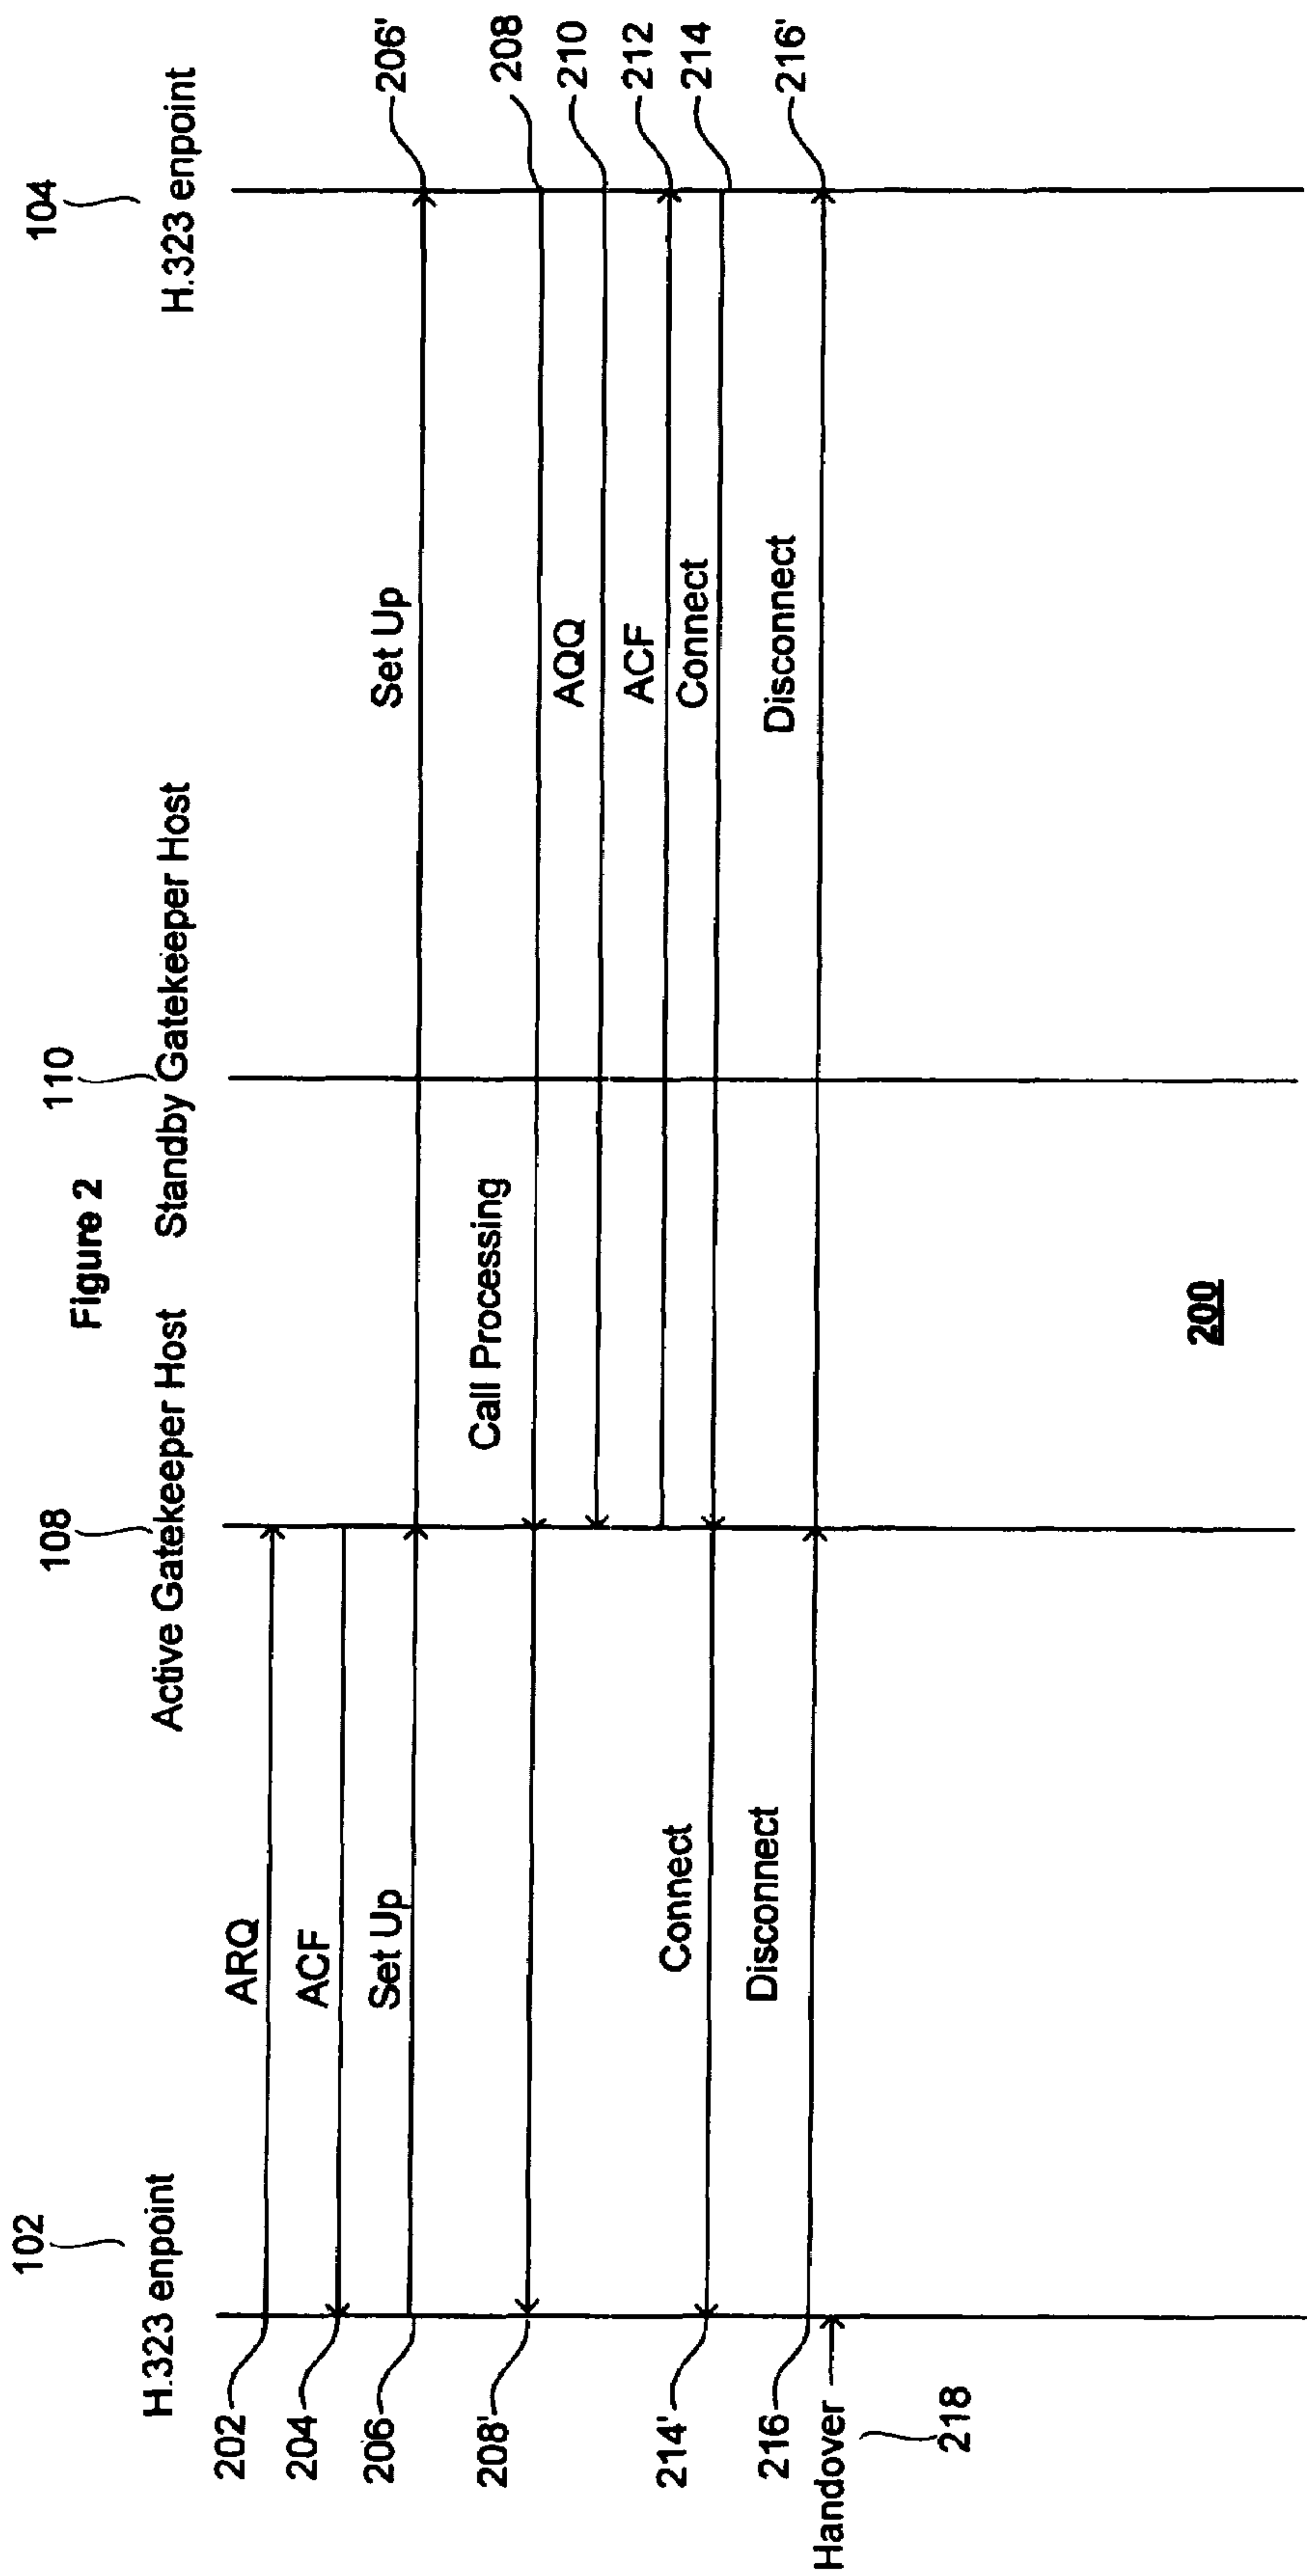 Figure 2
102
108
110
104
H.323 enpoint
Active Gatekeeper Host
Standby Gatekeeper Host
H.323 enpoint
202
ARQ
204
ACF
206
Set Up
Set Up
206'
208'
Call Processing
208
AQQ
210
ACF
212
214'
Connect
Connect
214
216
Disconnect
Disconnect
216'
Handover
218
200